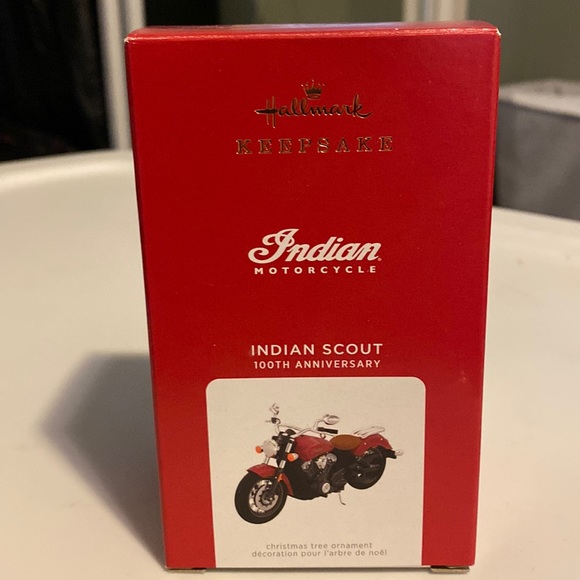 Hallmark
KEEPSAKE
Indian
MOTORCYCLE
INDIAN SCOUT
100TH ANNIVERSARY
christmas tree ornament
décoration pour l'arbre de noël